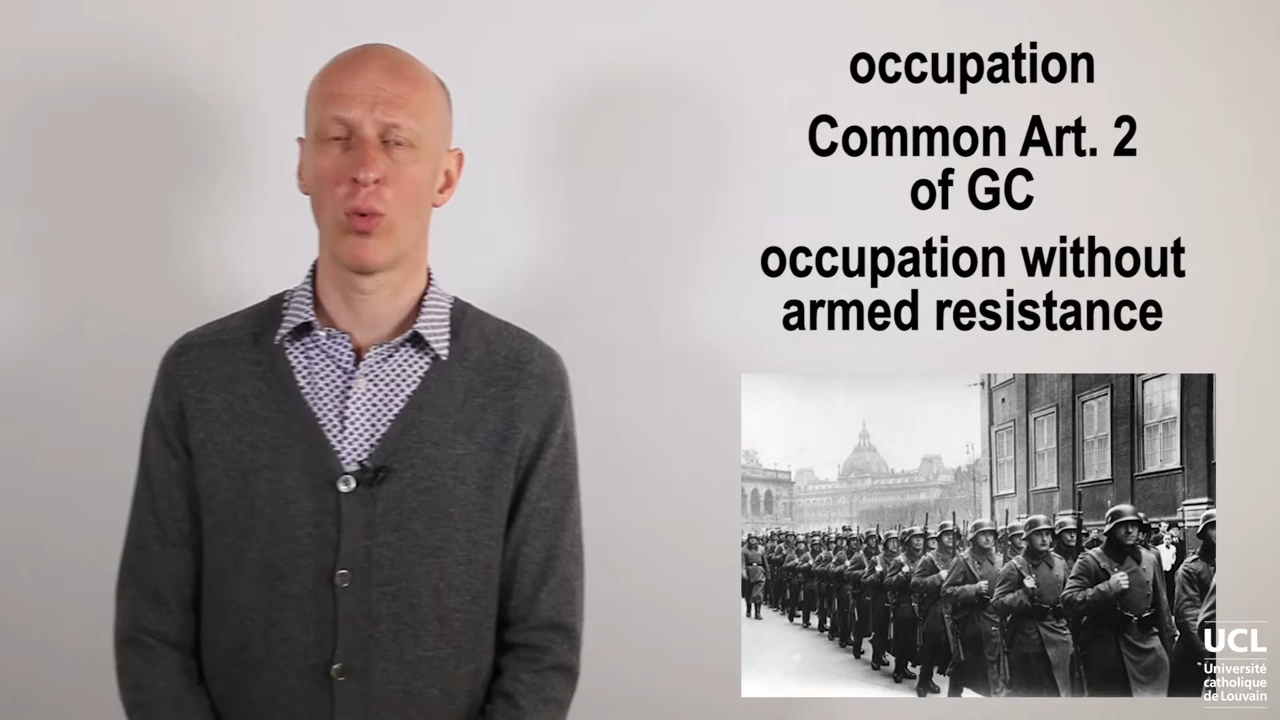 occupation
Common Art. 2
of GC
occupation without
armed resistance
UCL
Université
catholique
de Louvain